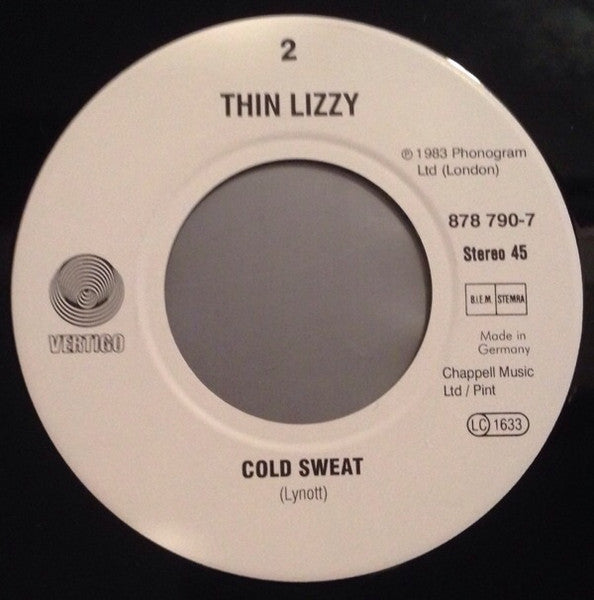 2
THIN LIZZY
℗ 1983 Phonogram
Ltd (London)
878 790-7
Stereo 45
B.I.E.M. STEMRA
Made in
Germany
Chappell Music
Ltd / Pint
LC 1633
VERTIGO
COLD SWEAT
(Lynott)